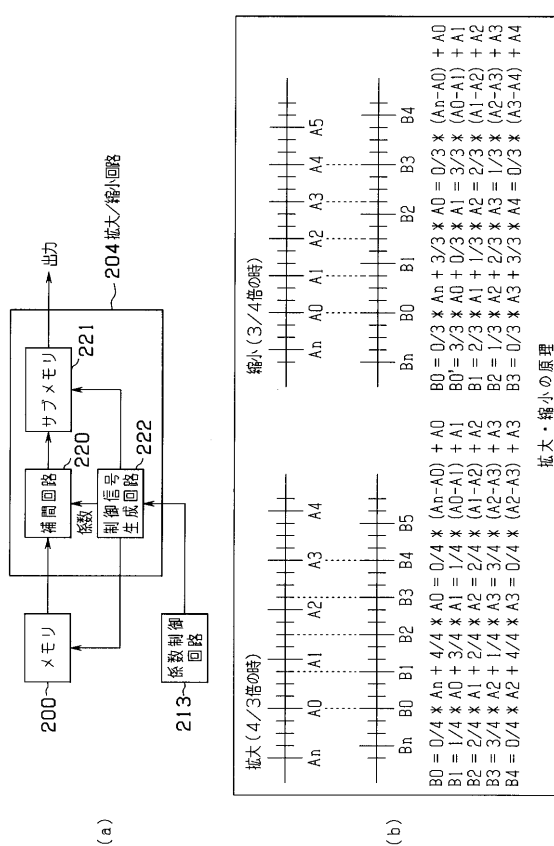 (a)
メモリ
200
補間回路
220
サブメモリ
221
出力
204 拡大/縮小回路
係数
制御信号
生成回路
222
係数制御
回路
213
(b)
拡大(4/3倍の時)
An A0 A1 A2 A3 A4
Bn B0 B1 B2 B3 B4 B5
B0 = 0/4 * An + 4/4 * A0 = 0/4 * (An-A0) + A0
B1 = 1/4 * A0 + 3/4 * A1 = 1/4 * (A0-A1) + A1
B2 = 2/4 * A1 + 2/4 * A2 = 2/4 * (A1-A2) + A2
B3 = 3/4 * A2 + 1/4 * A3 = 3/4 * (A2-A3) + A3
B4 = 0/4 * A2 + 4/4 * A3 = 0/4 * (A2-A3) + A3
縮小(3/4倍の時)
An A0 A1 A2 A3 A4 A5
Bn B0 B1 B2 B3 B4
B0 = 0/3 * An + 3/3 * A0 = 0/3 * (An-A0) + A0
B0' = 3/3 * A0 + 0/3 * A1 = 3/3 * (A0-A1) + A1
B1 = 2/3 * A1 + 1/3 * A2 = 2/3 * (A1-A2) + A2
B2 = 1/3 * A2 + 2/3 * A3 = 1/3 * (A2-A3) + A3
B3 = 0/3 * A3 + 3/3 * A4 = 0/3 * (A3-A4) + A4
拡大・縮小の原理